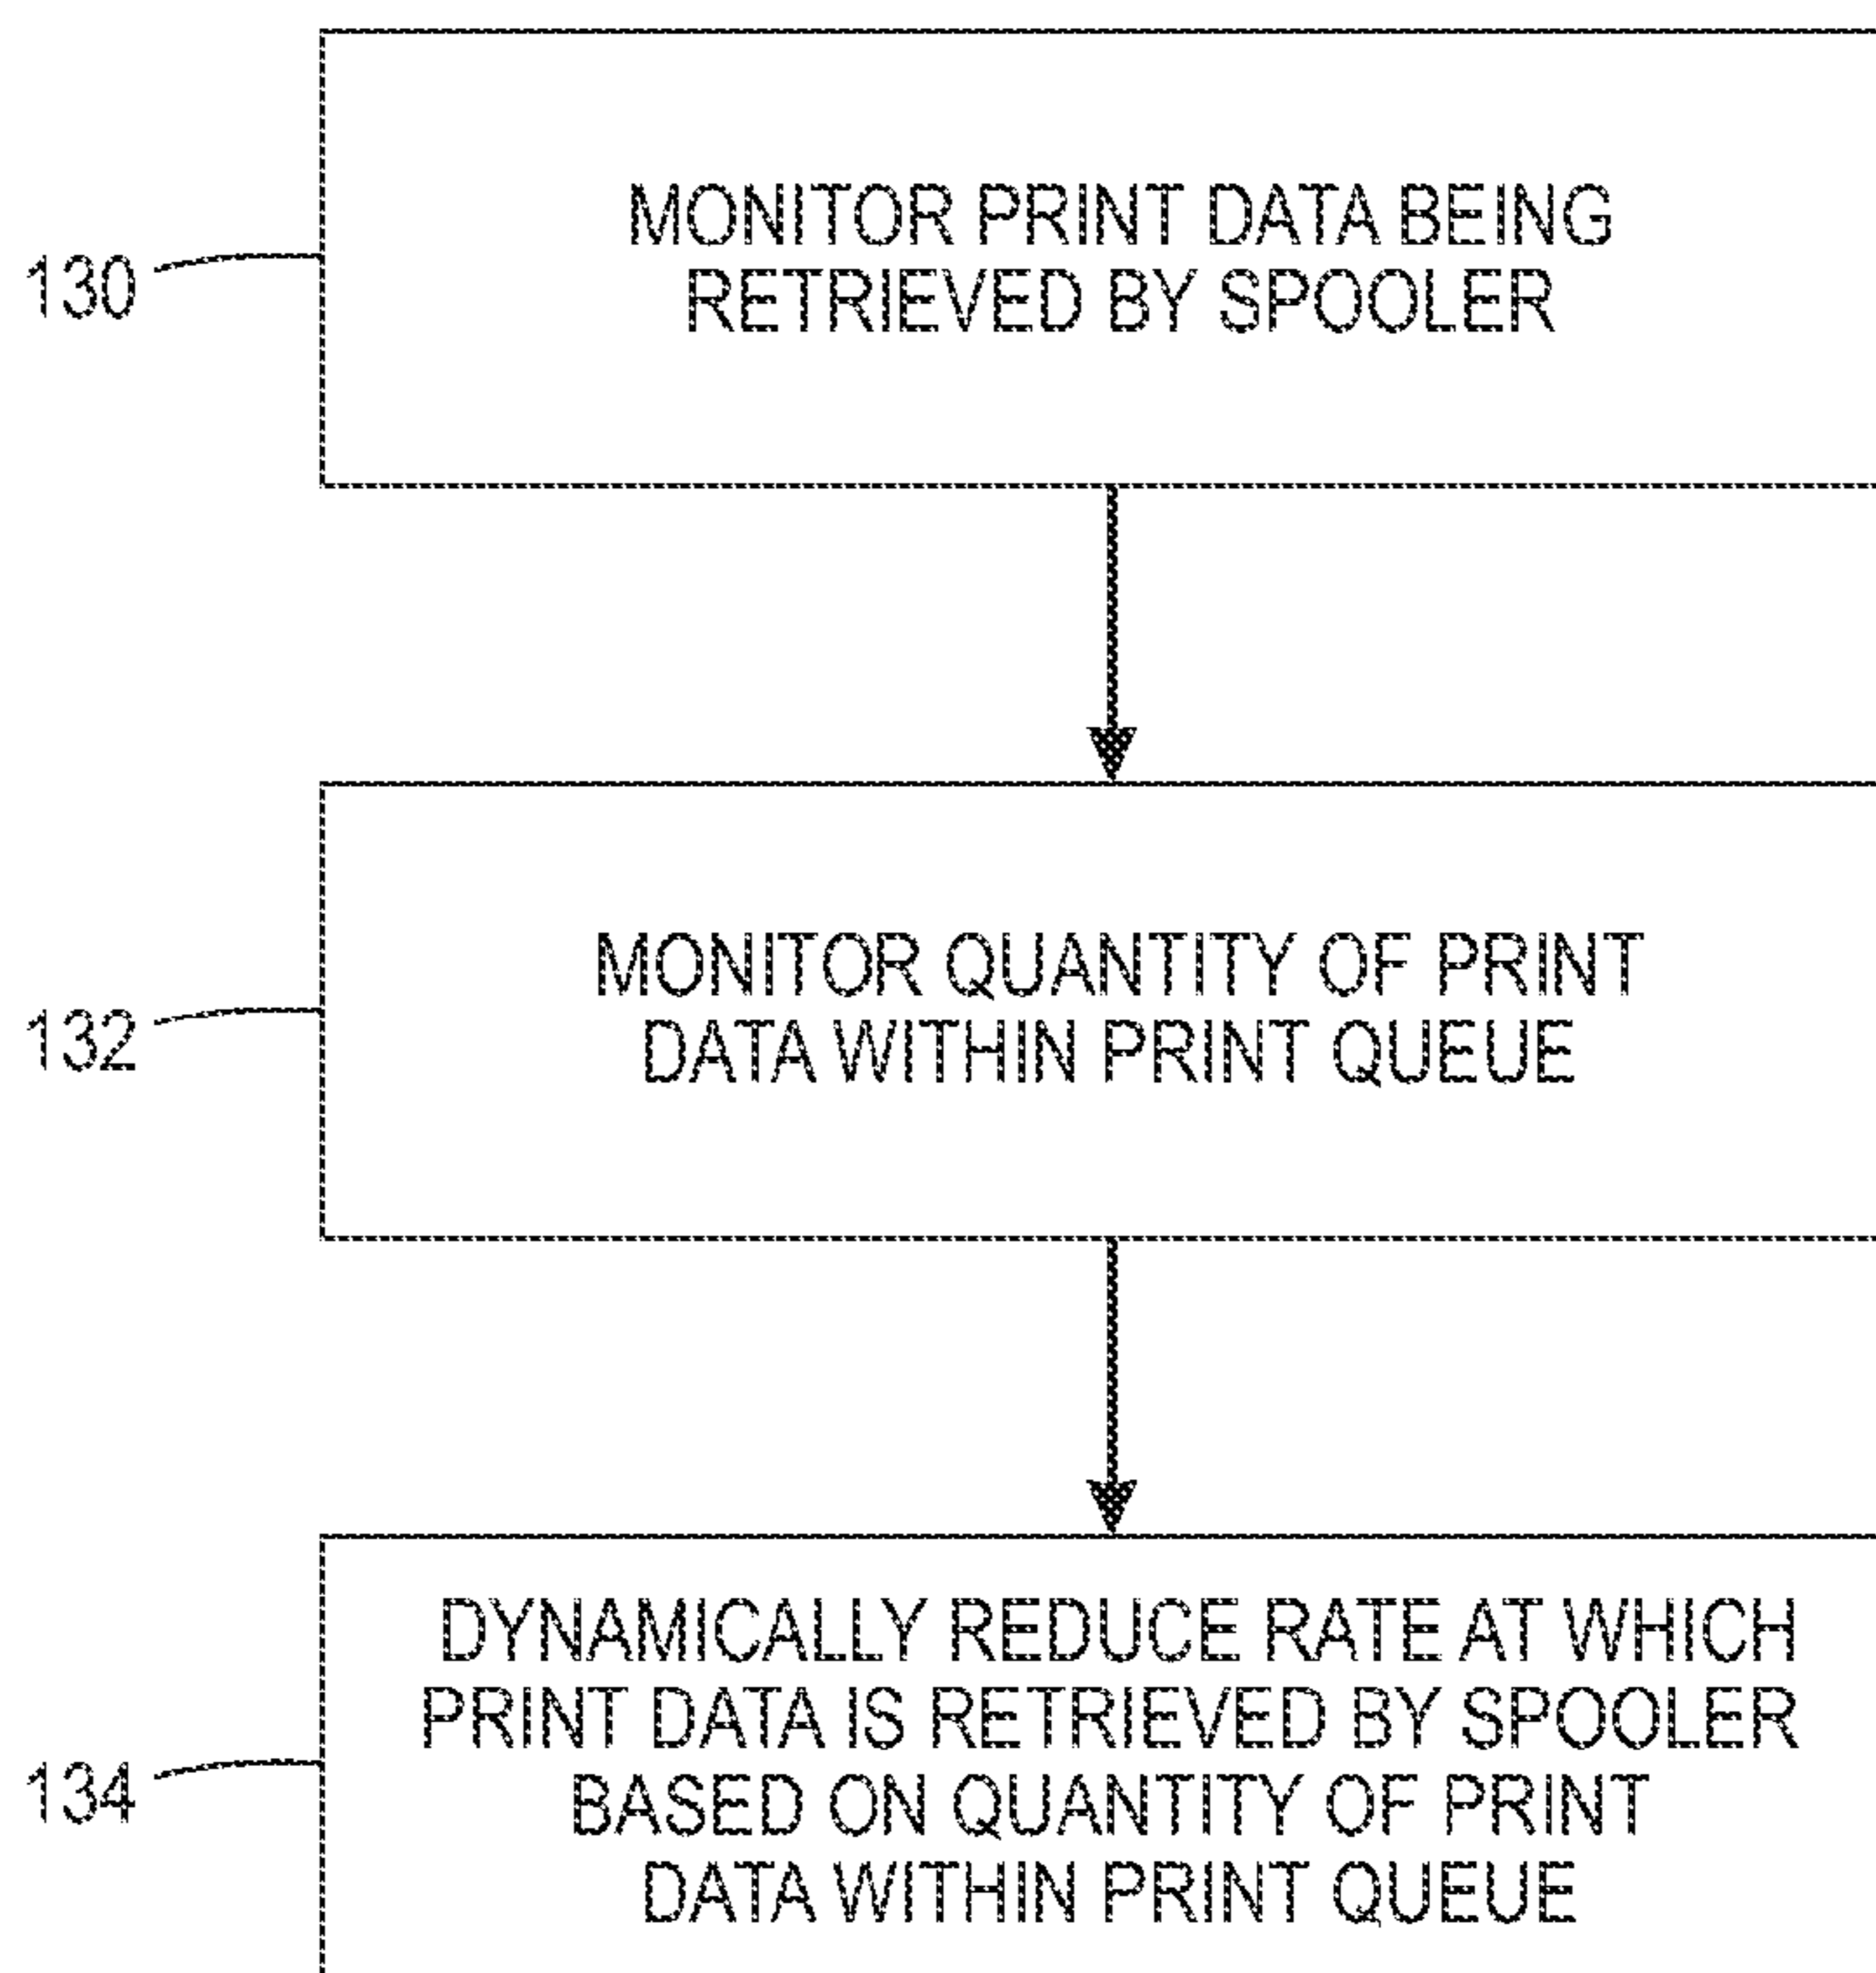 MONITOR PRINT DATA BEING
RETRIEVED BY SPOOLER
130
MONITOR QUANTITY OF PRINT
DATA WITHIN PRINT QUEUE
132
DYNAMICALLY REDUCE RATE AT WHICH
PRINT DATA IS RETRIEVED BY SPOOLER
BASED ON QUANTITY OF PRINT
DATA WITHIN PRINT QUEUE
134